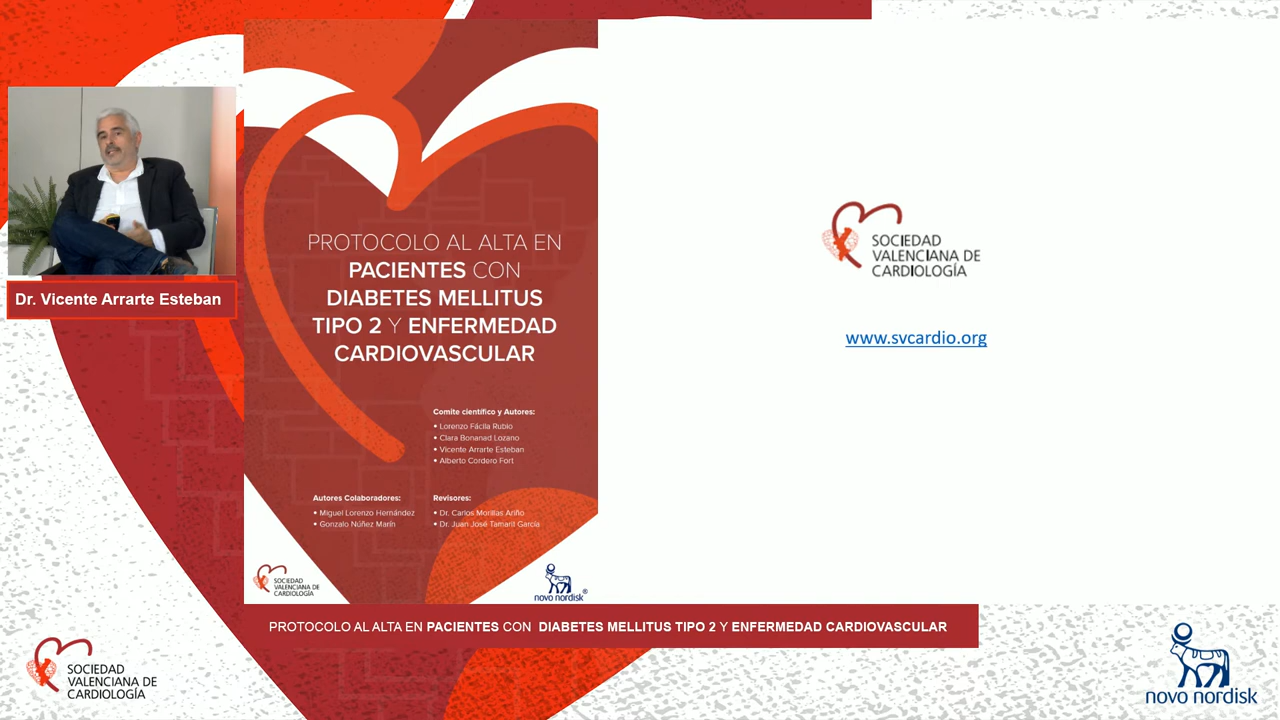 Dr. Vicente Arrarte Esteban
PROTOCOLO AL ALTA EN
PACIENTES CON
DIABETES MELLITUS
TIPO 2 Y ENFERMEDAD
CARDIOVASCULAR
Comite científico y Autores:
• Lorenzo Fácila Rubio
• Clara Bonanad Lozano
• Vicente Arrarte Esteban
• Alberto Cordero Fort
Autores Colaboradores:
• Miguel Lorenzo Hernández
• Gonzalo Núñez Marín
Revisores:
• Dr. Carlos Morillas Ariño
• Dr. Juan José Tamarit García
SOCIEDAD
VALENCIANA DE
CARDIOLOGÍA
novo nordisk®
SOCIEDAD
VALENCIANA DE
CARDIOLOGÍA
www.svcardio.org
PROTOCOLO AL ALTA EN PACIENTES CON DIABETES MELLITUS TIPO 2 Y ENFERMEDAD CARDIOVASCULAR
SOCIEDAD
VALENCIANA DE
CARDIOLOGÍA
novo nordisk